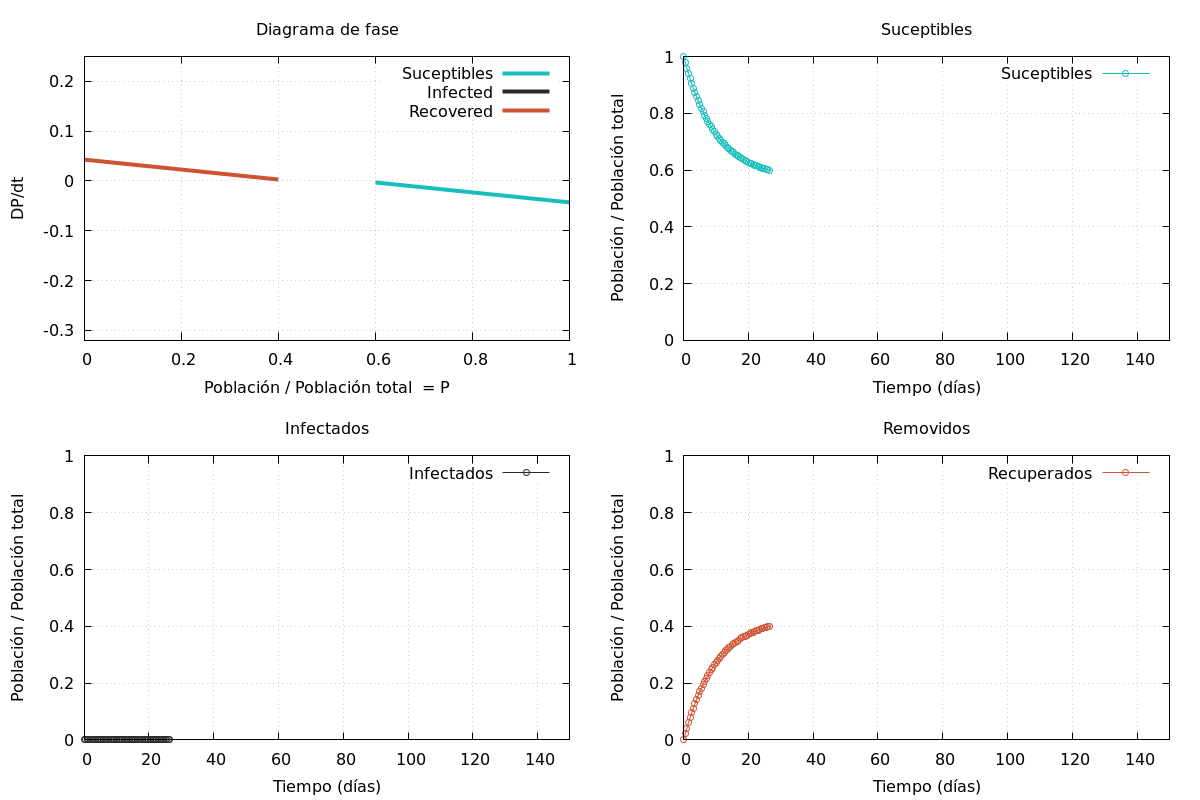 Diagrama de fase
DP/dt
0.2
0.1
0
-0.1
-0.2
-0.3
Suceptibles
Infected
Recovered
0 0.2 0.4 0.6 0.8 1
Población / Población total = P
Suceptibles
Población / Población total
1
0.8
0.6
0.4
0.2
0
Suceptibles
0 20 40 60 80 100 120 140
Tiempo (días)
Infectados
Población / Población total
1
0.8
0.6
0.4
0.2
0
Infectados
0 20 40 60 80 100 120 140
Tiempo (días)
Removidos
Población / Población total
1
0.8
0.6
0.4
0.2
0
Recuperados
0 20 40 60 80 100 120 140
Tiempo (días)